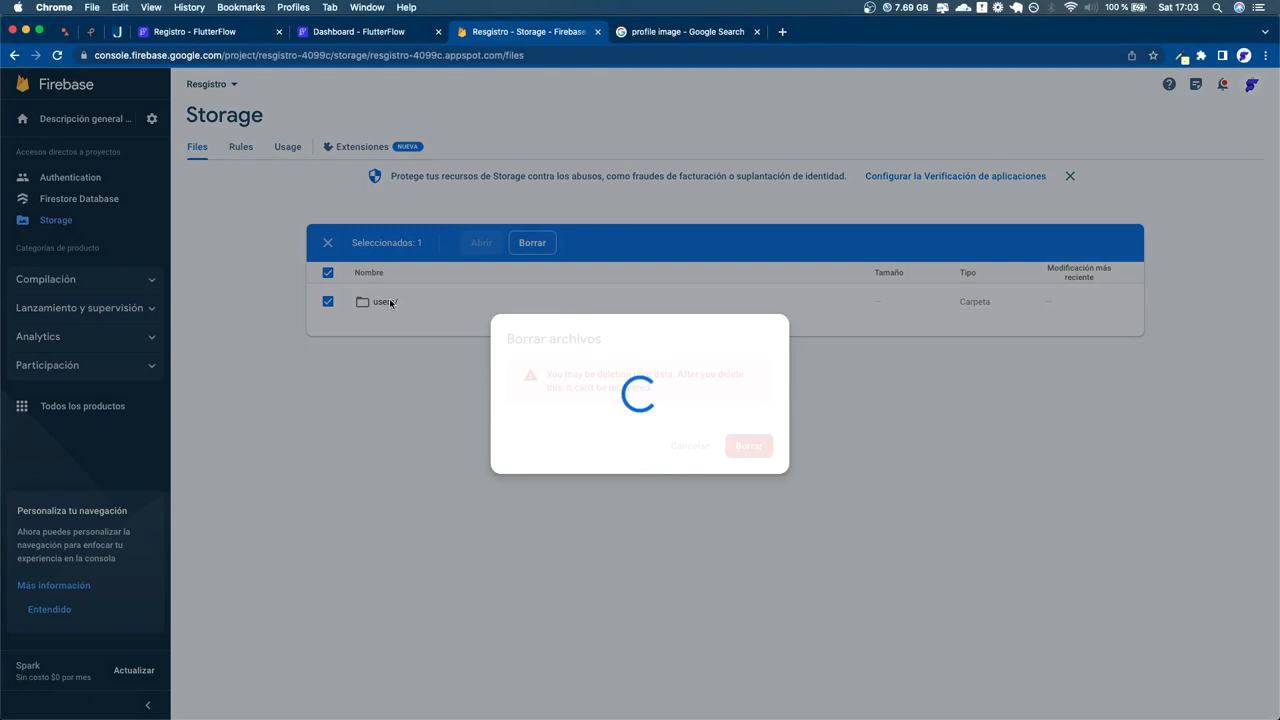 Chrome File Edit View History Bookmarks Profiles Tab Window Help 7.69 GB 100 % Sat 17:03
Registro - FlutterFlow
Dashboard - FlutterFlow
Resgistro - Storage - Firebase
profile image - Google Search
console.firebase.google.com/project/resgistro-4099c/storage/resgistro-4099c.appspot.com/files
Firebase
Descripción general ...
Accesos directos a proyectos
Authentication
Firestore Database
Storage
Categorías de producto
Compilación
Lanzamiento y supervisión
Analytics
Participación
Todos los productos
Personaliza tu navegación
Ahora puedes personalizar la
navegación para enfocar tu
experiencia en la consola
Más información
Entendido
Spark
Sin costo $0 por mes
Actualizar
Resgistro
Storage
Files Rules Usage Extensiones NUEVA
Protege tus recursos de Storage contra los abusos, como fraudes de facturación o suplantación de identidad. Configurar la Verificación de aplicaciones
Seleccionados: 1 Abrir Borrar
Nombre Tamaño Tipo Modificación más
reciente
Carpeta
Borrar archivos
You may be deleting user data. After you delete
this, it can't be recovered.
Cancelar Borrar